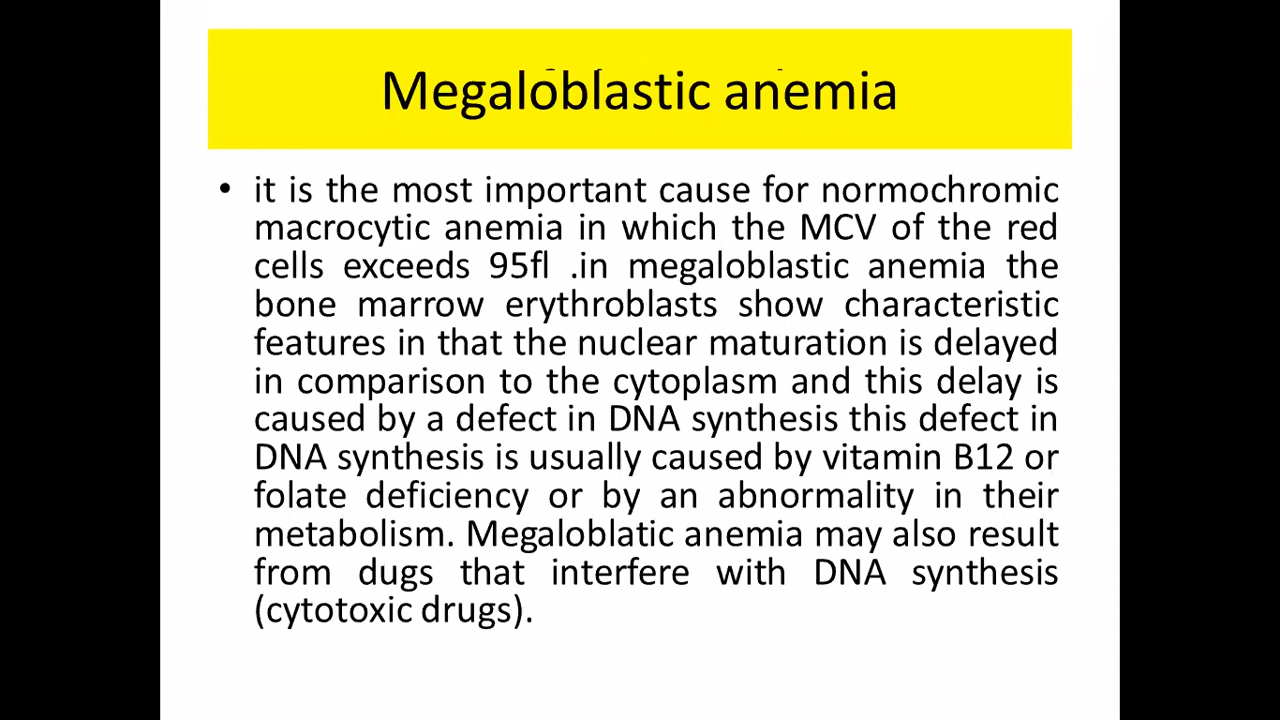 Megaloblastic anemia
• it is the most important cause for normochromic
macrocytic anemia in which the MCV of the red
cells exceeds 95fl .in megaloblastic anemia the
bone marrow erythroblasts show characteristic
features in that the nuclear maturation is delayed
in comparison to the cytoplasm and this delay is
caused by a defect in DNA synthesis this defect in
DNA synthesis is usually caused by vitamin B12 or
folate deficiency or by an abnormality in their
metabolism. Megaloblatic anemia may also result
from dugs that interfere with DNA synthesis
(cytotoxic drugs).